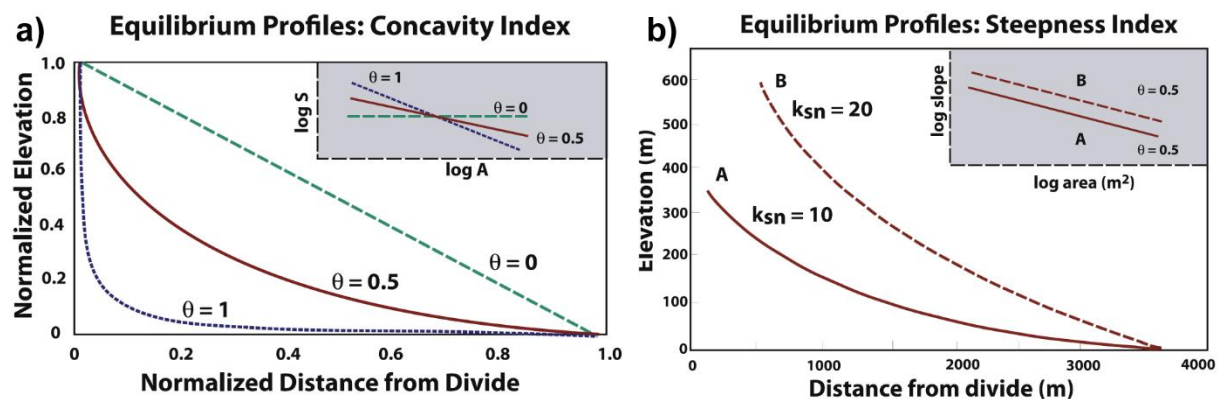 a)
Equilibrium Profiles: Concavity Index
Normalized Elevation
1.0
0.8
0.6
0.4
0.2
0
0
0.2
0.4
0.6
0.8
1.0
Normalized Distance from Divide
θ = 1
θ = 0.5
θ = 0
log S
log A
θ = 1
θ = 0
θ = 0.5
b)
Equilibrium Profiles: Steepness Index
Elevation (m)
600
500
400
300
200
100
0
0
1000
2000
3000
4000
Distance from divide (m)
B
ksn = 20
A
ksn = 10
log slope
log area (m²)
B
θ = 0.5
A
θ = 0.5